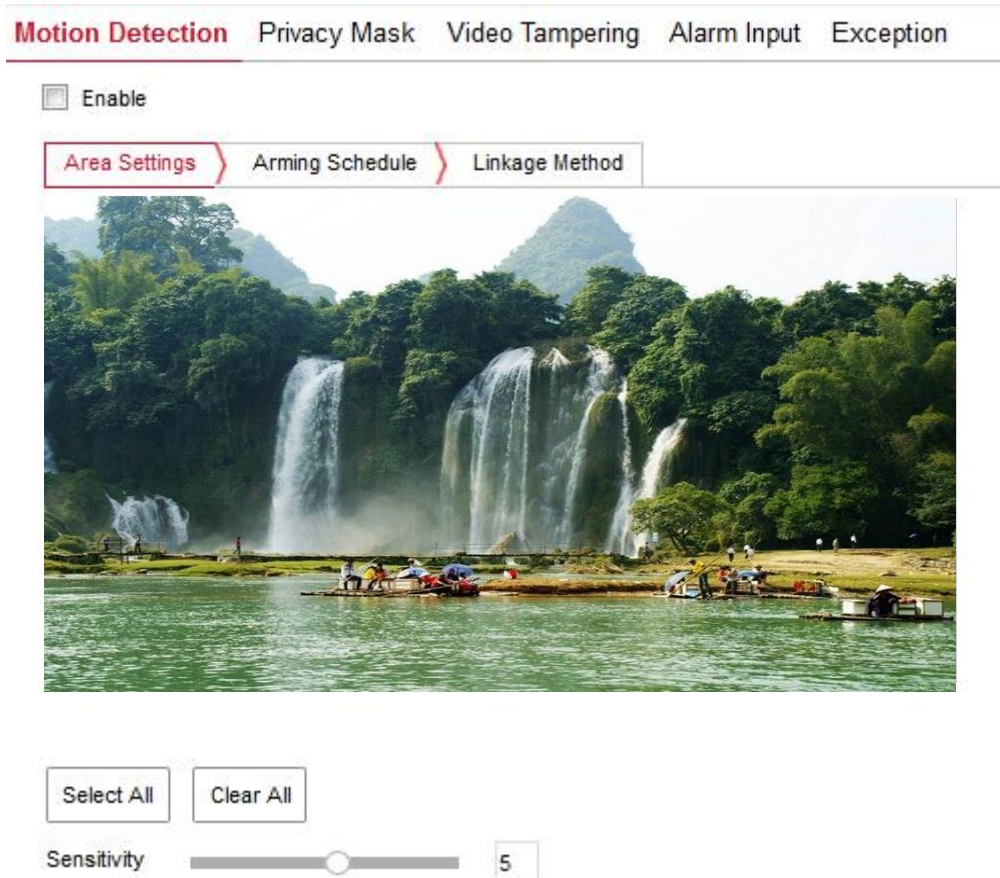 Motion Detection Privacy Mask Video Tampering Alarm Input Exception
Enable
Area Settings Arming Schedule Linkage Method
Select All Clear All
Sensitivity 5